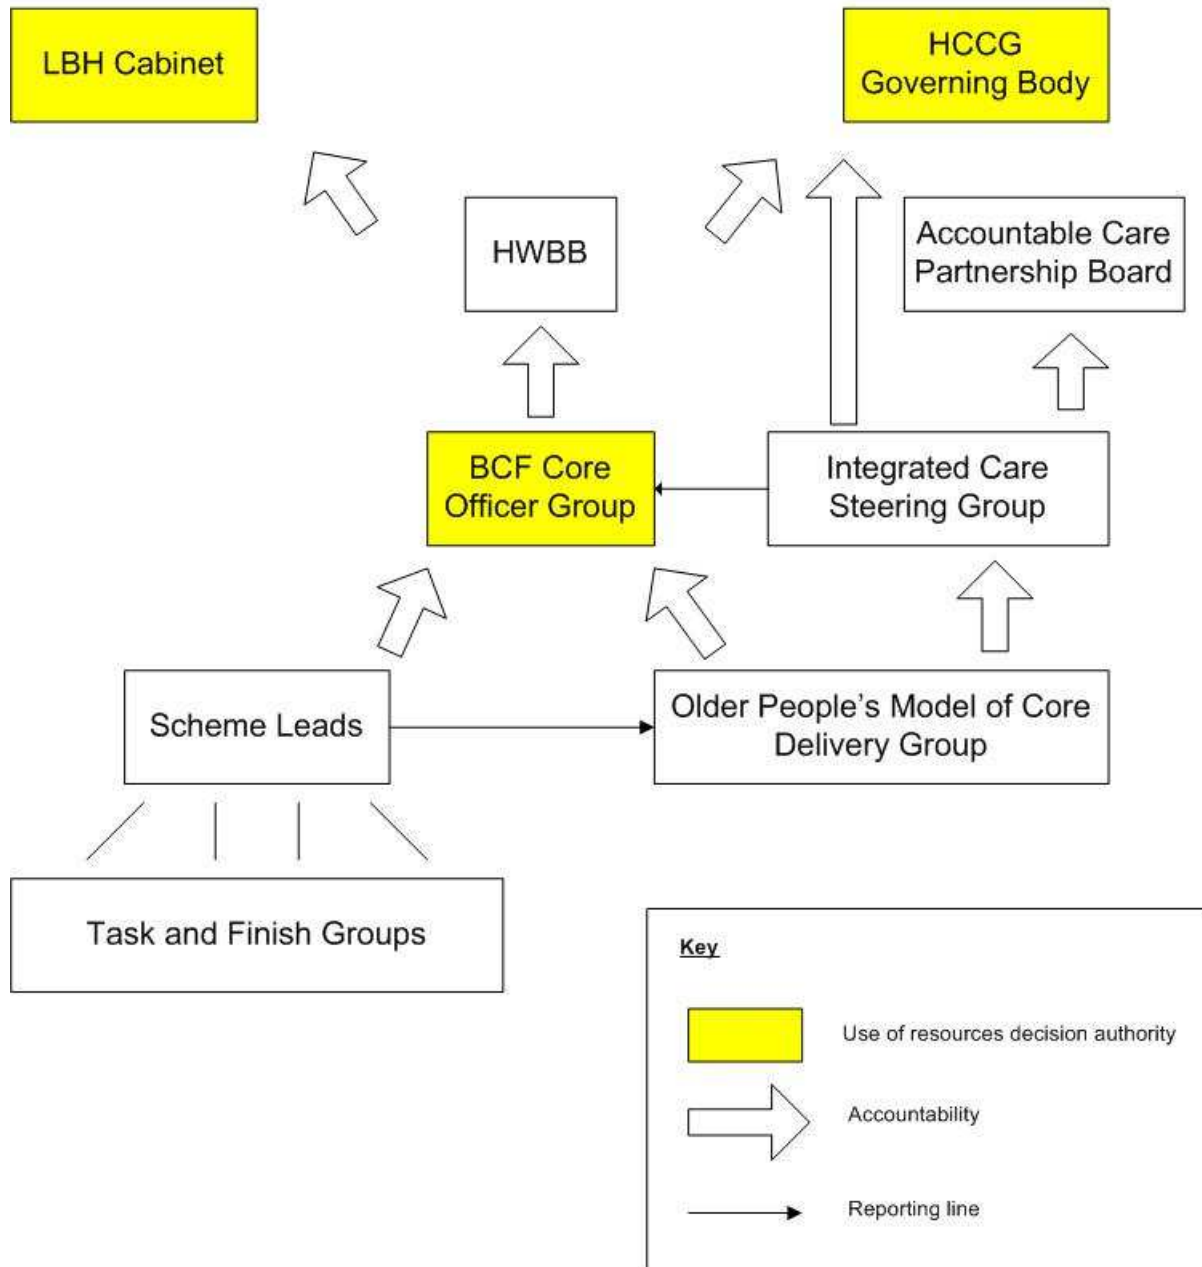 LBH Cabinet
HCCG
Governing Body
HWBB
Accountable Care
Partnership Board
BCF Core
Officer Group
Integrated Care
Steering Group
Scheme Leads
Older People’s Model of Core
Delivery Group
Task and Finish Groups
Key
Use of resources decision authority
Accountability
Reporting line